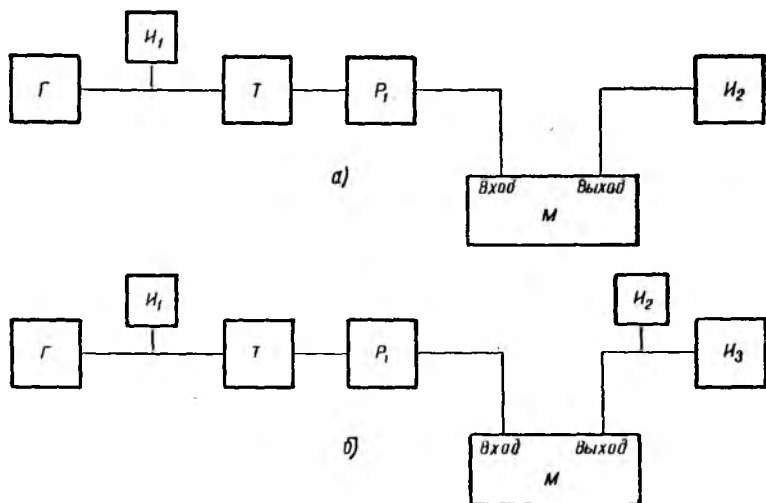 И₁
Г
Т
Р₁
И₂
а)
Вход
Выход
М
И₁
И₂
Г
Т
Р₁
И₃
б)
Вход
Выход
М